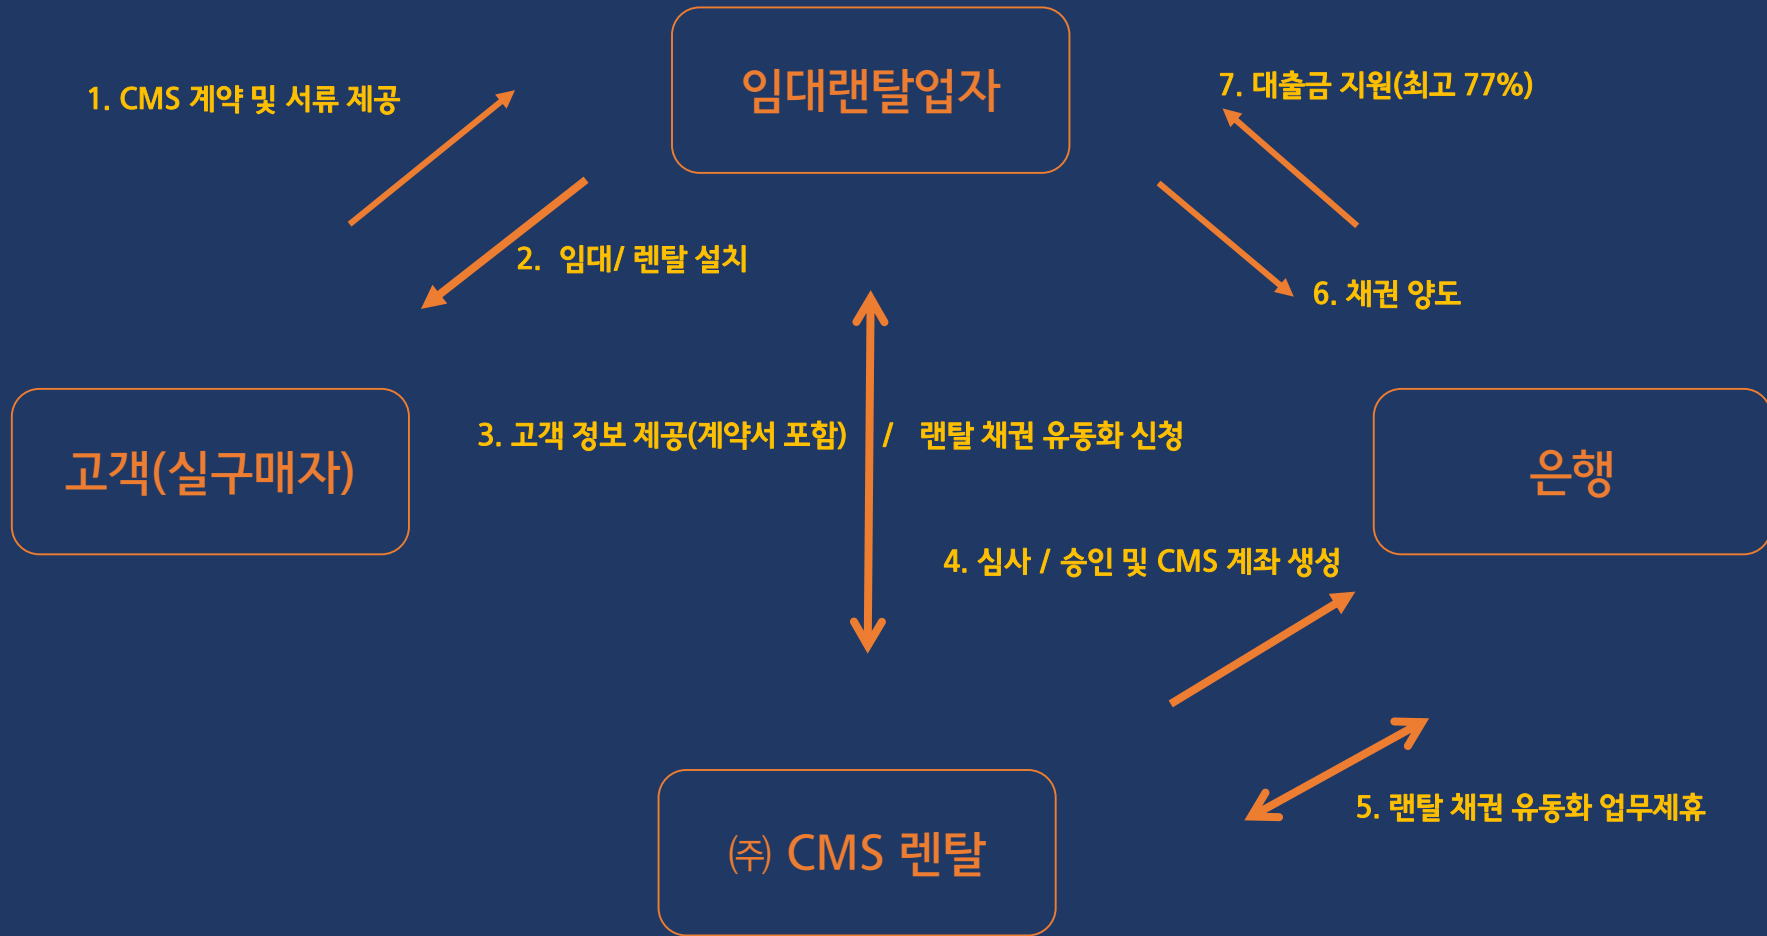 임대랜탈업자
1. CMS 계약 및 서류 제공
7. 대출금 지원(최고 77%)
2. 임대/ 렌탈 설치
6. 채권 양도
3. 고객 정보 제공(계약서 포함) / 랜탈 채권 유동화 신청
고객(실구매자)
은행
4. 심사 / 승인 및 CMS 계좌 생성
5. 랜탈 채권 유동화 업무제휴
㈜ CMS 렌탈